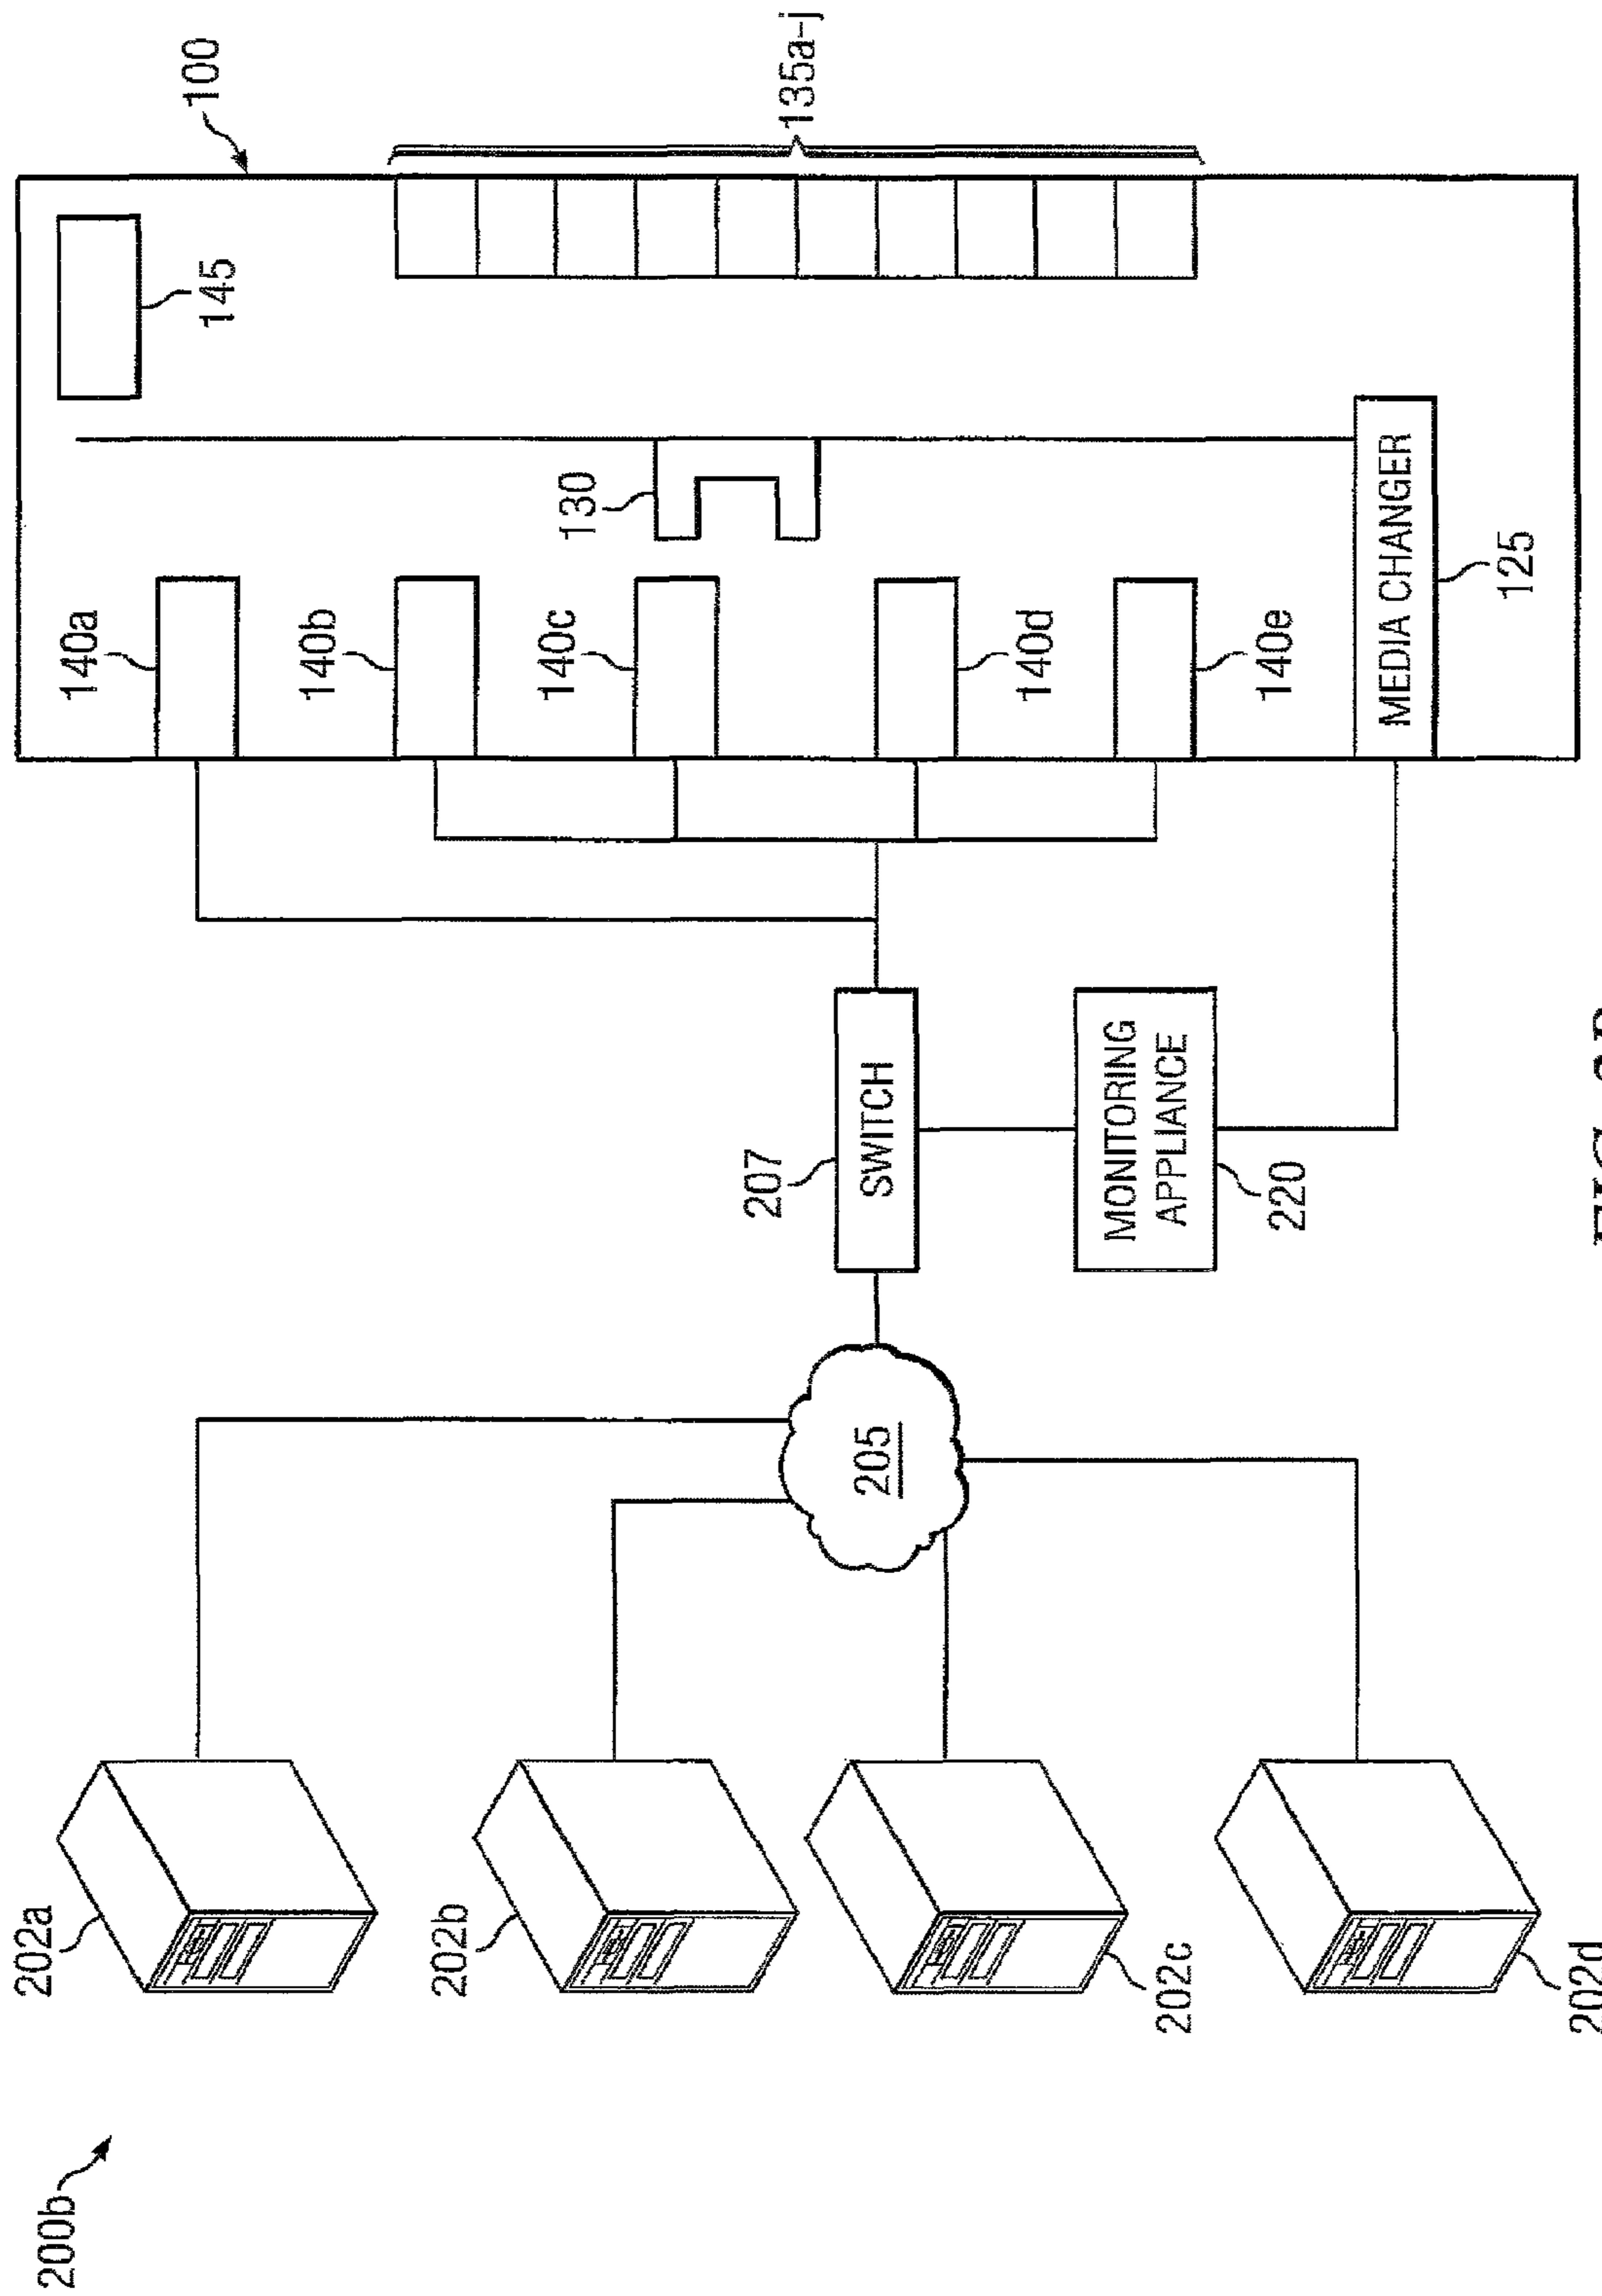 200b
202a
202b
202c
202d
205
207
SWITCH
MONITORING
APPLIANCE
220
140a
140b
140c
140d
140e
130
145
100
135a-j
MEDIA CHANGER
125